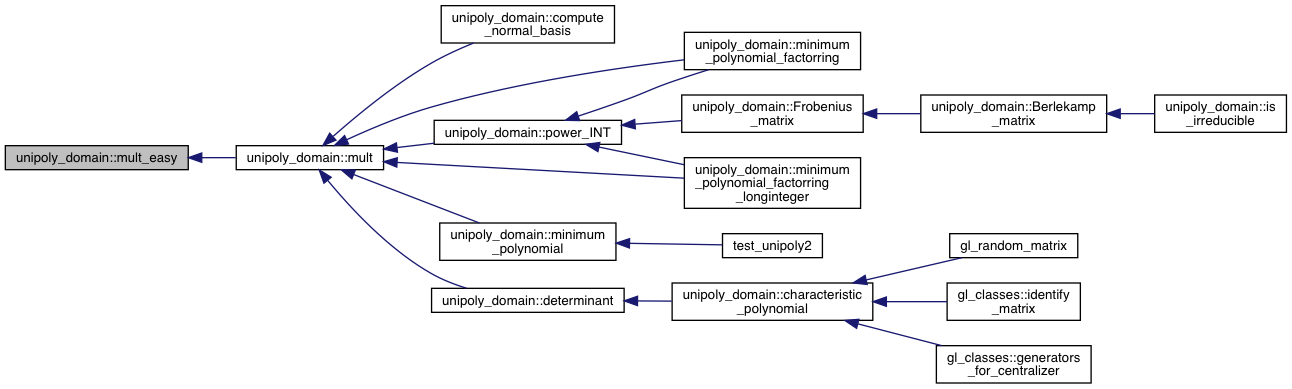 unipoly_domain::mult_easy
unipoly_domain::mult
unipoly_domain::compute
_normal_basis
unipoly_domain::minimum
_polynomial_factorring
unipoly_domain::power_INT
unipoly_domain::Frobenius
_matrix
unipoly_domain::Berlekamp
_matrix
unipoly_domain::is
_irreducible
unipoly_domain::minimum
_polynomial_factorring
_longinteger
unipoly_domain::minimum
_polynomial
test_unipoly2
unipoly_domain::determinant
unipoly_domain::characteristic
_polynomial
gl_random_matrix
gl_classes::identify
_matrix
gl_classes::generators
_for_centralizer